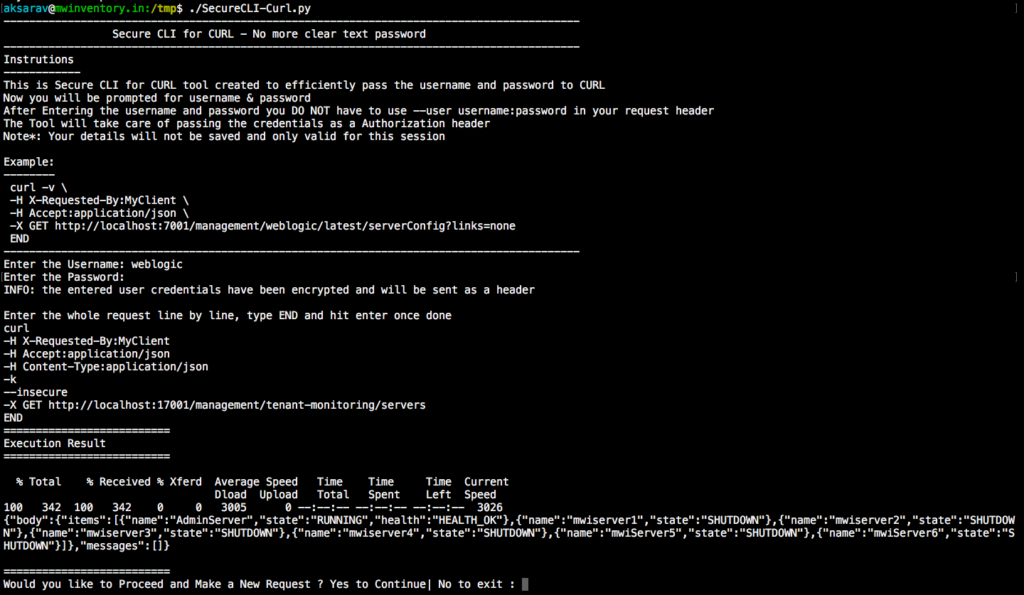 aksarav@mwinventory.in:/tmp$ ./SecureCLI-Curl.py
--------------------------------------------------------------------------------
Secure CLI for CURL - No more clear text password
--------------------------------------------------------------------------------
Instrutions
------------
This is Secure CLI for CURL tool created to efficiently pass the username and password to CURL
Now you will be prompted for username & password
After Entering the username and password you DO NOT have to use --user username:password in your request header
The Tool will take care of passing the credentials as a Authorization header
Note*: Your details will not be saved and only valid for this session
Example:
--------
curl -v \
-H X-Requested-By:MyClient \
-H Accept:application/json \
-X GET http://localhost:7001/management/weblogic/latest/serverConfig?links=none
END
--------------------------------------------------------------------------------
Enter the Username: weblogic
Enter the Password:
INFO: the entered user credentials have been encrypted and will be sent as a header
Enter the whole request line by line, type END and hit enter once done
curl
-H X-Requested-By:MyClient
-H Accept:application/json
-H Content-Type:application/json
-k
--insecure
-X GET http://localhost:17001/management/tenant-monitoring/servers
END
==========================
Execution Result
==========================
% Total % Received % Xferd Average Speed Time Time Time Current
Dload Upload Total Spent Left Speed
100 342 100 342 0 0 3005 0 --:--:-- --:--:-- --:--:-- 3026
{"body":{"items":[{"name":"AdminServer","state":"RUNNING","health":"HEALTH_OK"},{"name":"mwiserver1","state":"SHUTDOWN"},{"name":"mwiserver2","state":"SHUTDOW
N"},{"name":"mwiserver3","state":"SHUTDOWN"},{"name":"mwiserver4","state":"SHUTDOWN"},{"name":"mwiServer5","state":"SHUTDOWN"},{"name":"mwiServer6","state":"S
HUTDOWN"}]},"messages":[]}
==========================
Would you like to Proceed and Make a New Request ? Yes to Continue| No to exit :